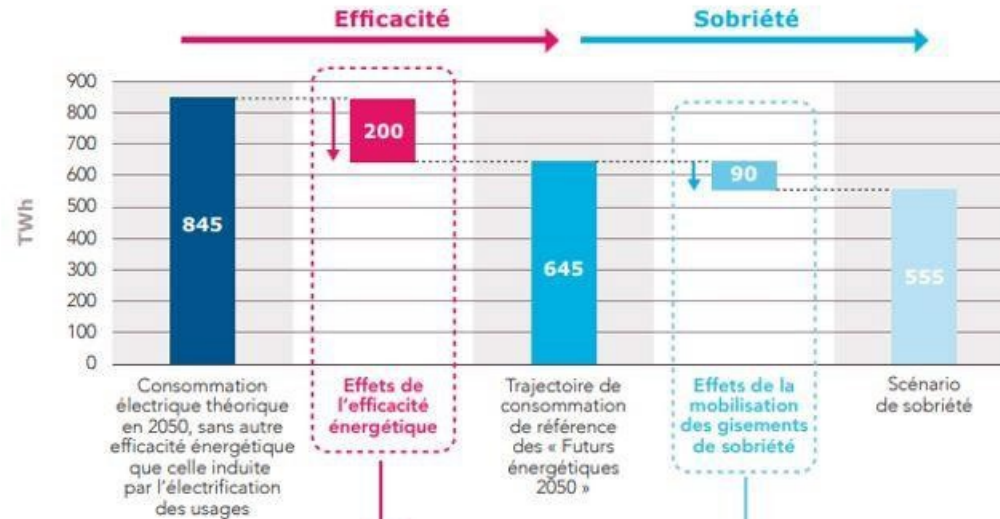 Efficacité
Sobriété
TWh
900
800
700
600
500
400
300
200
100
0
845
200
645
90
555
Consommation
électrique théorique
en 2050, sans autre
efficacité énergétique
que celle induite
par l'électrification
des usages
Effets de
l'efficacité
énergétique
Trajectoire de
consommation
de référence
des « Futurs
énergétiques
2050 »
Effets de la
mobilisation
des gisements
de sobriété
Scénario
de sobriété